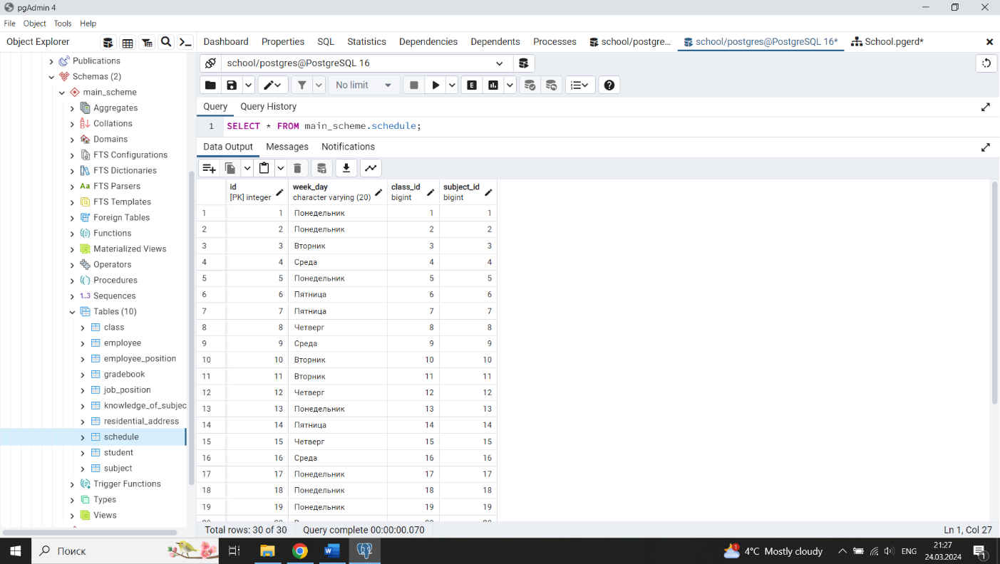 pgAdmin 4
File Object Tools Help
Object Explorer
Dashboard Properties SQL Statistics Dependencies Dependents Processes school/postgre... school/postgres@PostgreSQL 16* School.pgerd*
Publications
Schemas (2)
main_scheme
Aggregates
Collations
Domains
FTS Configurations
FTS Dictionaries
Aa FTS Parsers
FTS Templates
Foreign Tables
Functions
Materialized Views
Operators
Procedures
1..3 Sequences
Tables (10)
class
employee
employee_position
gradebook
job_position
knowledge_of_subjec
residential_address
schedule
student
subject
Trigger Functions
Types
Views
school/postgres@PostgreSQL 16
No limit E
Query Query History
1 SELECT * FROM main_scheme.schedule;
Data Output Messages Notifications
id week_day class_id subject_id
[PK] integer character varying (20) bigint bigint
1 1 Понедельник 1 1
2 2 Понедельник 2 2
3 3 Вторник 3 3
4 4 Среда 4 4
5 5 Понедельник 5 5
6 6 Пятница 6 6
7 7 Пятница 7 7
8 8 Четверг 8 8
9 9 Среда 9 9
10 10 Вторник 10 10
11 11 Вторник 11 11
12 12 Четверг 12 12
13 13 Понедельник 13 13
14 14 Пятница 14 14
15 15 Четверг 15 15
16 16 Среда 16 16
17 17 Понедельник 17 17
18 18 Понедельник 18 18
19 19 Понедельник 19 19
Total rows: 30 of 30 Query complete 00:00:00.070 Ln 1, Col 27
Поиск 4°C Mostly cloudy ENG 21:27
24.03.2024
1
1